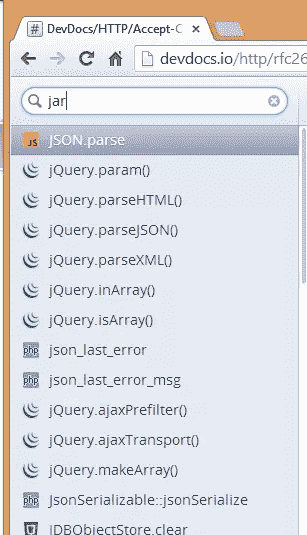 DevDocs/HTTP/Accept-C
devdocs.io/http/rfc26
jar
JS JSON.parse
jQuery.param()
jQuery.parseHTML()
jQuery.parseJSON()
jQuery.parseXML()
jQuery.inArray()
jQuery.isArray()
php json_last_error
php json_last_error_msg
jQuery.ajaxPrefilter()
jQuery.ajaxTransport()
jQuery.makeArray()
php JsonSerializable::jsonSerialize
IDBObjectStore.clear